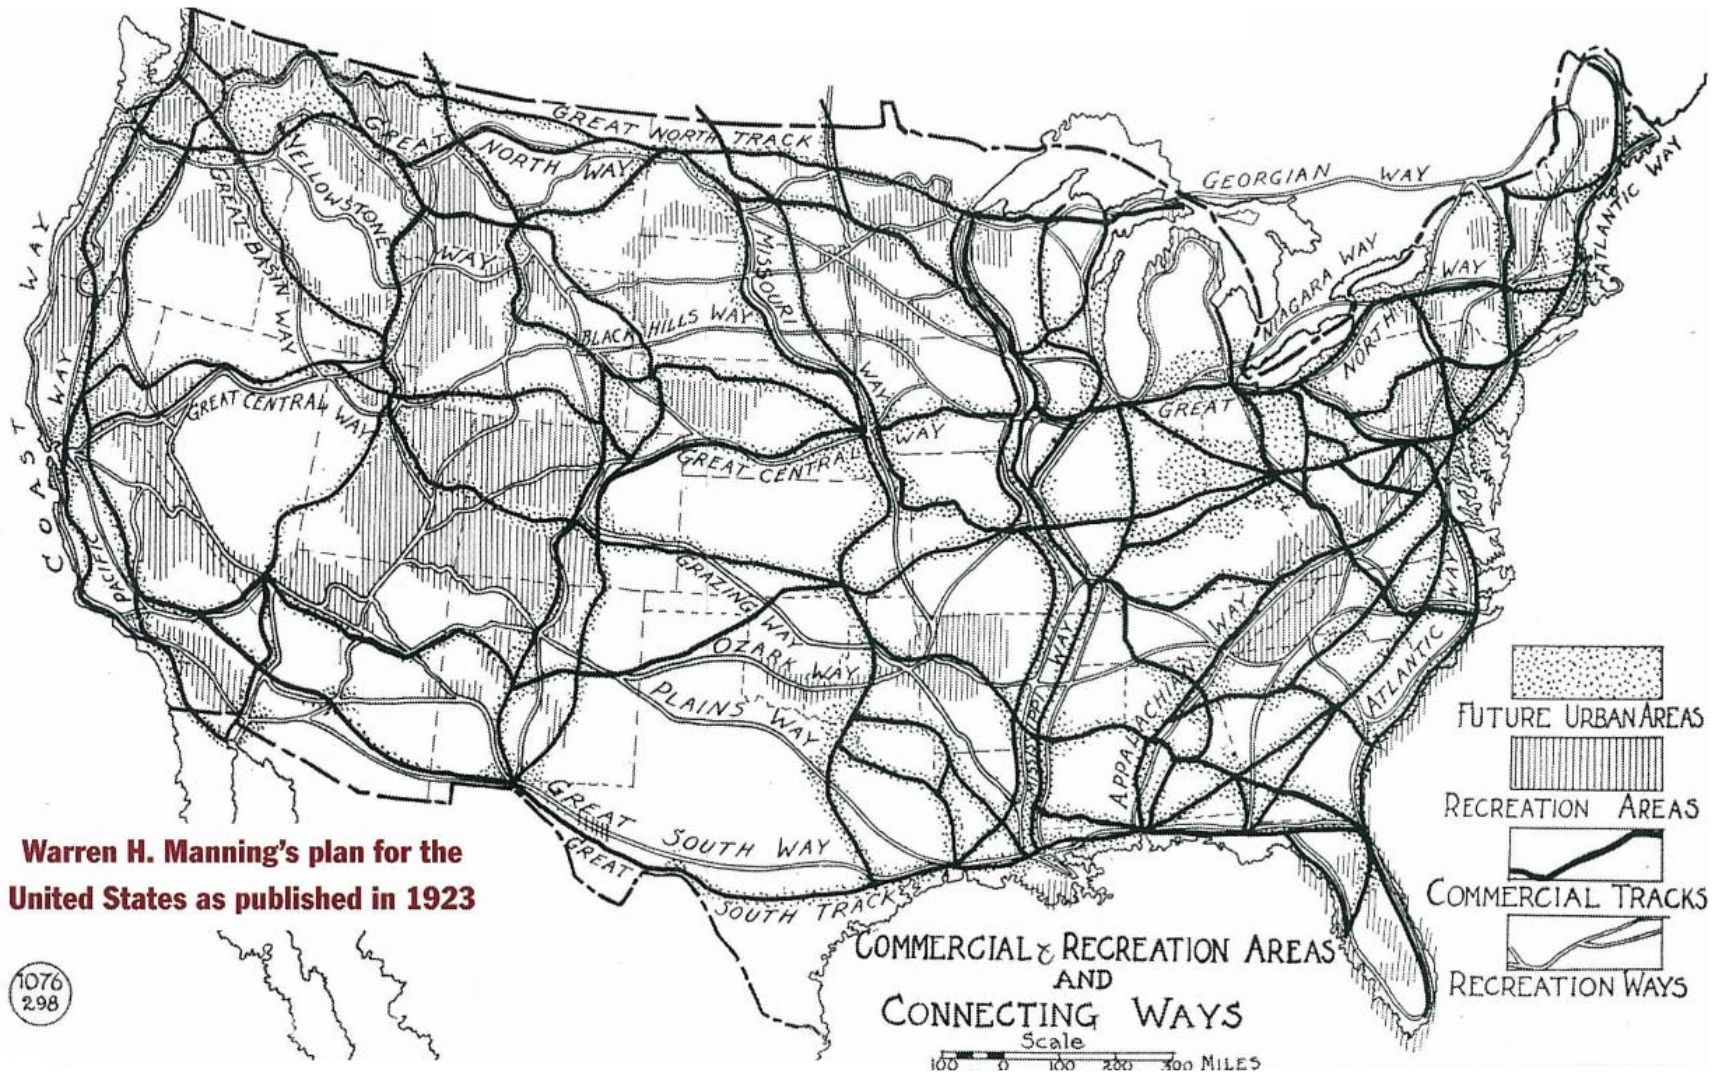 GREAT NORTH TRACK
GREAT NORTH WAY
YELLOWSTONE WAY
GREAT BASIN WAY
COAST WAY
PACIFIC WAY
GREAT CENTRAL WAY
BLACK HILLS WAY
MISSOURI WAY
GREAT CENTRAL WAY
GRAZING WAY
OZARK WAY
PLAINS WAY
GREAT SOUTH WAY
GREAT SOUTH TRACK
MISSISSIPPI WAY
APPALACHIAN WAY
ATLANTIC WAY
GREAT NORTH WAY
NIAGARA WAY
GEORGIAN WAY
ATLANTIC WAY
FUTURE URBAN AREAS
RECREATION AREAS
COMMERCIAL TRACKS
RECREATION WAYS
Warren H. Manning's plan for the
United States as published in 1923
1076
298
COMMERCIAL & RECREATION AREAS
AND
CONNECTING WAYS
Scale
100 0 100 200 300 MILES